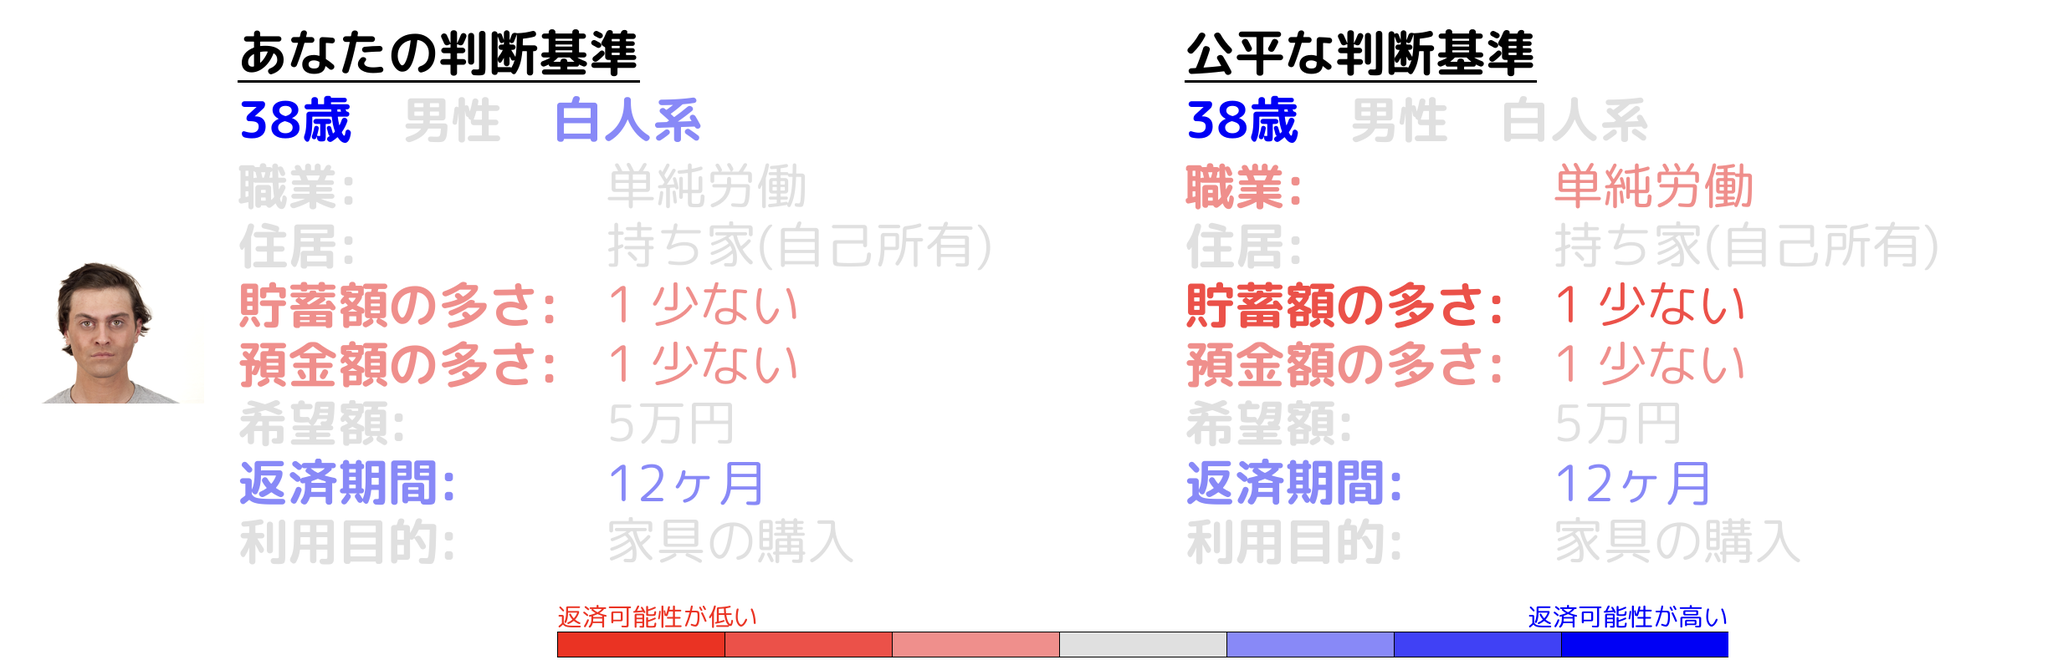 あなたの判断基準
38歳 男性 白人系
職業: 単純労働
住居: 持ち家(自己所有)
貯蓄額の多さ: 1 少ない
預金額の多さ: 1 少ない
希望額: 5万円
返済期間: 12ヶ月
利用目的: 家具の購入
公平な判断基準
38歳 男性 白人系
職業: 単純労働
住居: 持ち家(自己所有)
貯蓄額の多さ: 1 少ない
預金額の多さ: 1 少ない
希望額: 5万円
返済期間: 12ヶ月
利用目的: 家具の購入
返済可能性が低い
返済可能性が高い